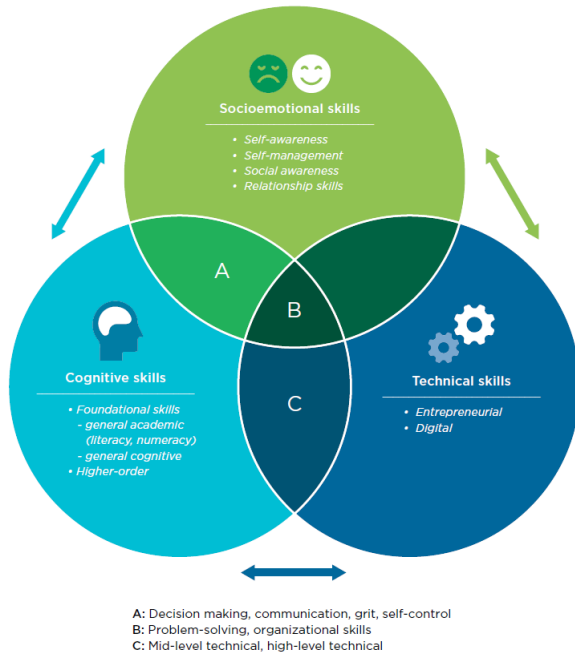 Socioemotional skills
• Self-awareness
• Self-management
• Social awareness
• Relationship skills
A
B
C
Cognitive skills
• Foundational skills
- general academic
(literacy, numeracy)
- general cognitive
• Higher-order
Technical skills
• Entrepreneurial
• Digital
A: Decision making, communication, grit, self-control
B: Problem-solving, organizational skills
C: Mid-level technical, high-level technical